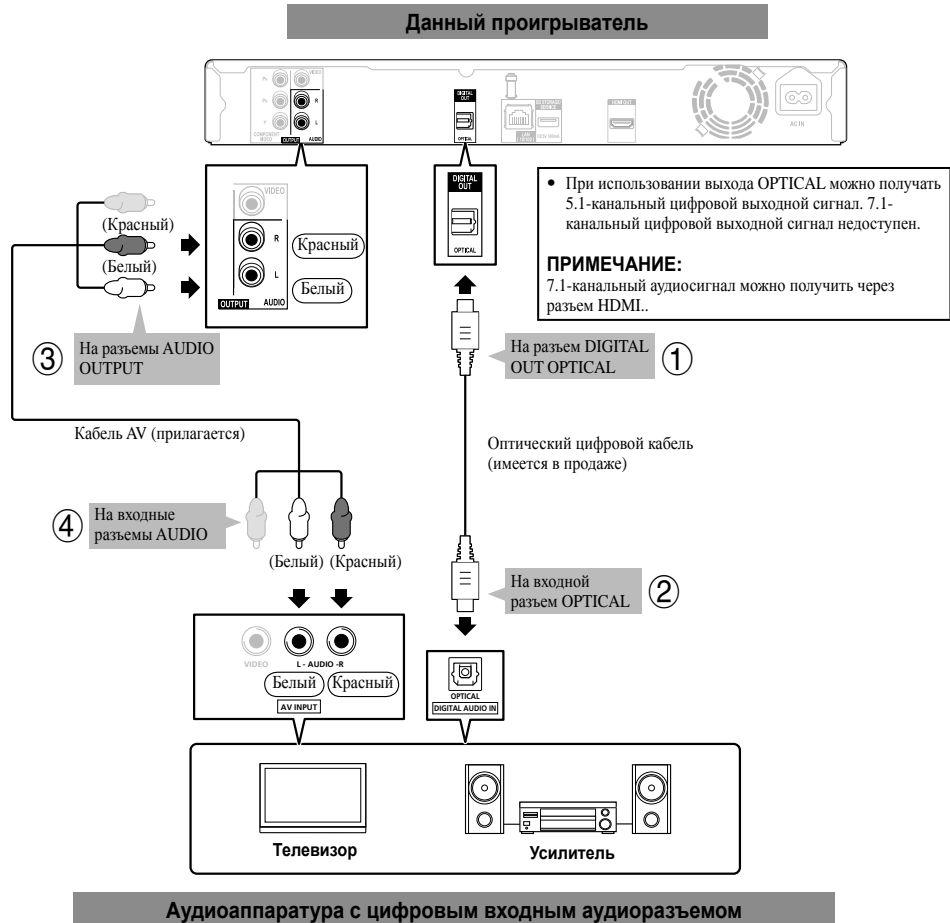 Данный проигрыватель
VIDEO
R
L
COMPONENT
VIDEO
OUTPUT AUDIO
DIGITAL
OUT
OPTICAL
HDMI OUT
AC IN
• При использовании выхода OPTICAL можно получать
5.1-канальный цифровой выходной сигнал. 7.1-
канальный цифровой выходной сигнал недоступен.
ПРИМЕЧАНИЕ:
7.1-канальный аудиосигнал можно получить через
разъем HDMI..
(Красный)
(Белый)
VIDEO
R
L
Красный
Белый
OUTPUT AUDIO
DIGITAL
OUT
OPTICAL
③
На разъемы AUDIO
OUTPUT
На разъем DIGITAL
OUT OPTICAL
①
Кабель AV (прилагается)
Оптический цифровой кабель
(имеется в продаже)
④
На входные
разъемы AUDIO
(Белый) (Красный)
На входной
разъем OPTICAL
②
VIDEO
L - AUDIO -R
Белый Красный
AV INPUT
OPTICAL
DIGITAL AUDIO IN
Телевизор
Усилитель
Аудиоаппаратура с цифровым входным аудиоразъемом